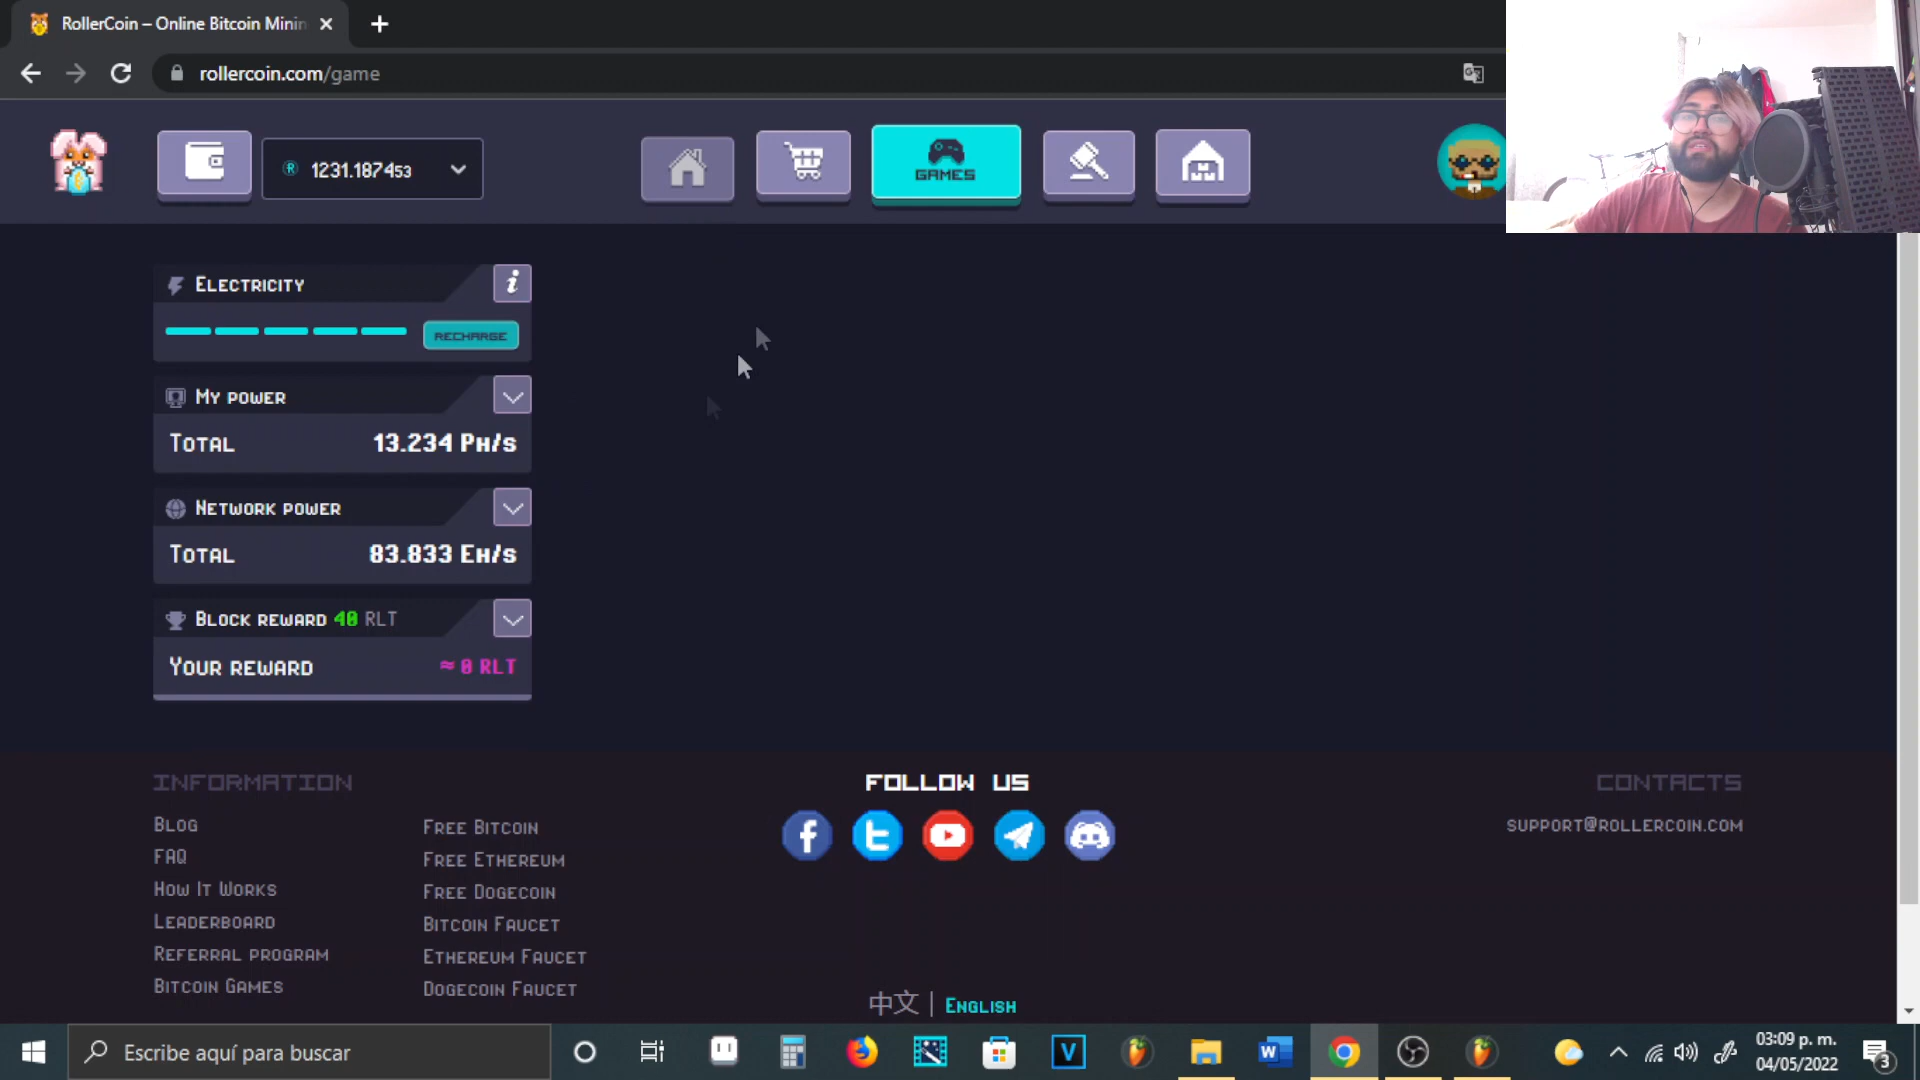 RollerCoin – Online Bitcoin Minin
rollercoin.com/game
1231.187453
GAMES
ELECTRICITY
RECHARGE
MY POWER
TOTAL 13.234 PH/S
NETWORK POWER
TOTAL 83.833 EH/S
BLOCK REWARD 40 RLT
YOUR REWARD ≈ 0 RLT
INFORMATION
BLOG
FAQ
HOW IT WORKS
LEADERBOARD
REFERRAL PROGRAM
BITCOIN GAMES
FREE BITCOIN
FREE ETHEREUM
FREE DOGECOIN
BITCOIN FAUCET
ETHEREUM FAUCET
DOGECOIN FAUCET
FOLLOW US
中文 | ENGLISH
CONTACTS
SUPPORT@ROLLERCOIN.COM
Escribe aquí para buscar
03:09 p. m.
04/05/2022
3